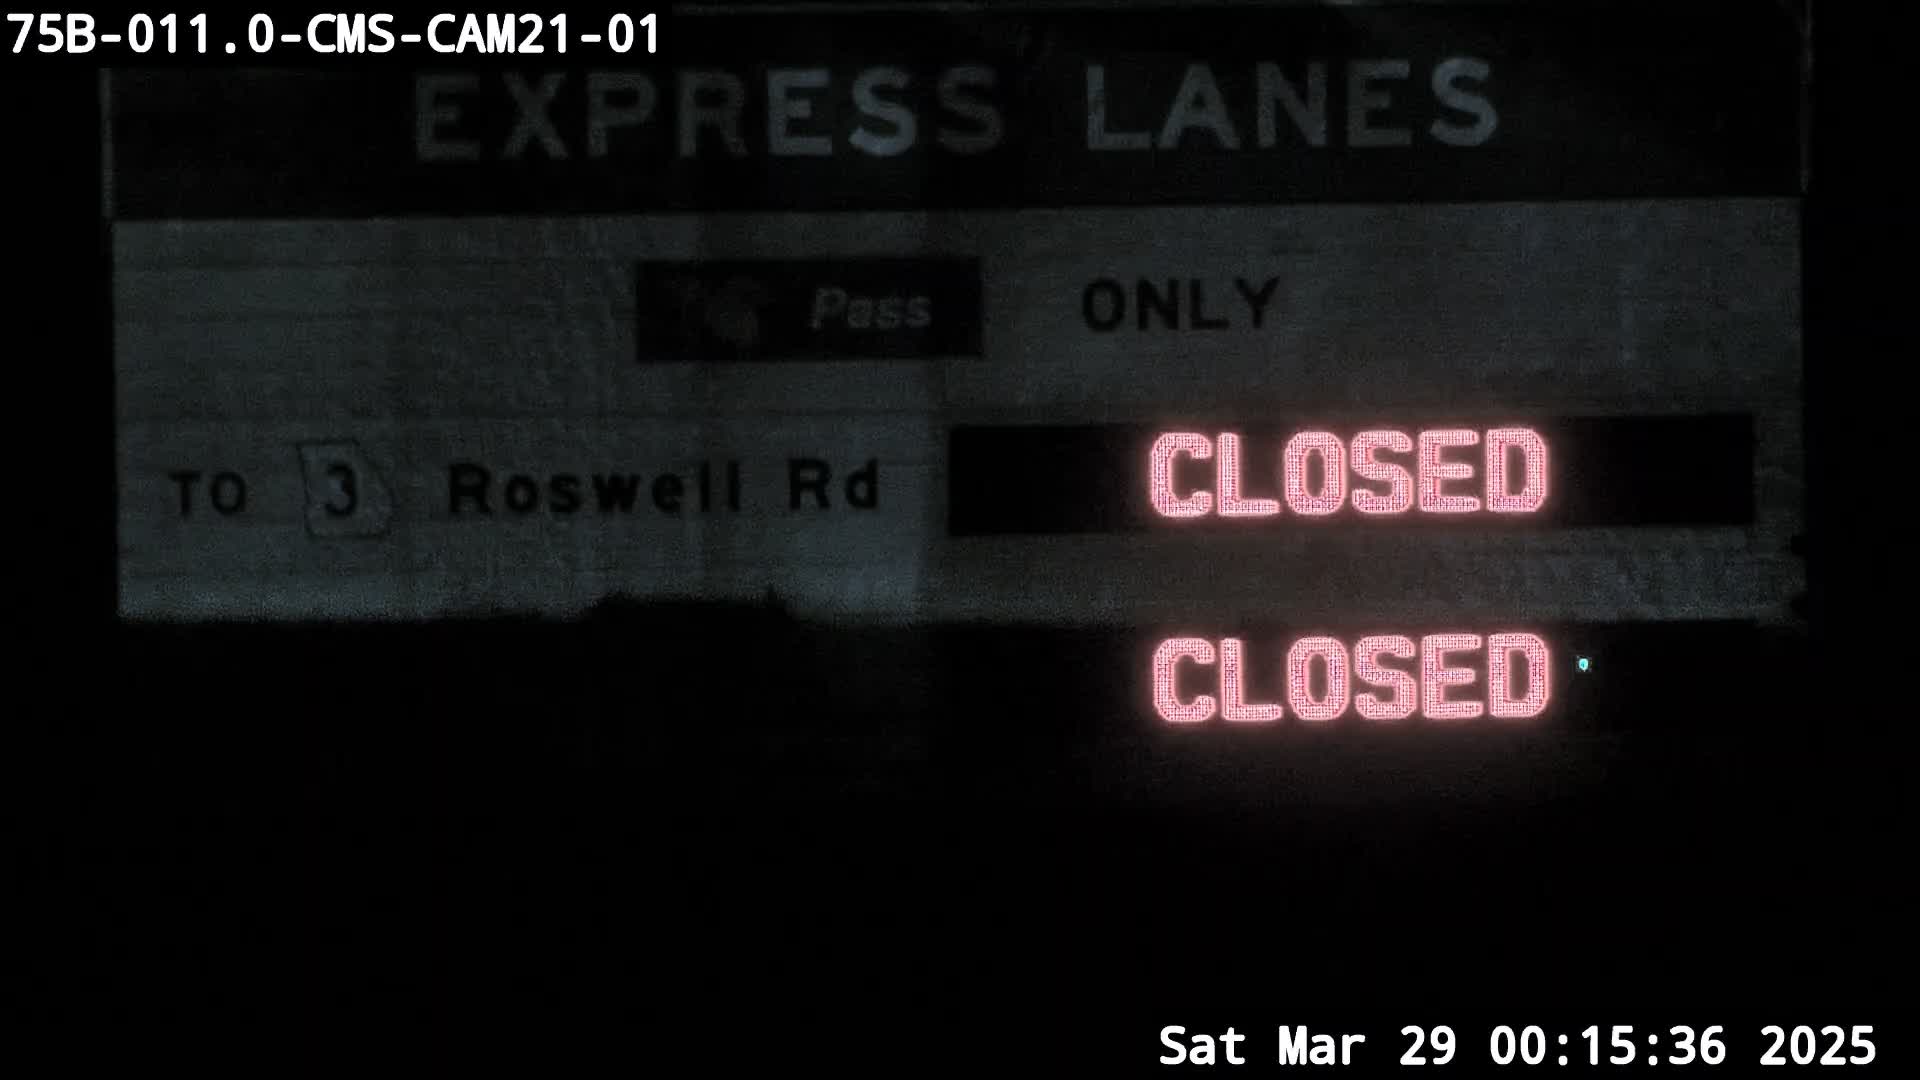 75B-011.0-CMS-CAM21-01
EXPRESS LANES
Pass ONLY
TO 3 Roswell Rd CLOSED
CLOSED
Sat Mar 29 00:15:36 2025